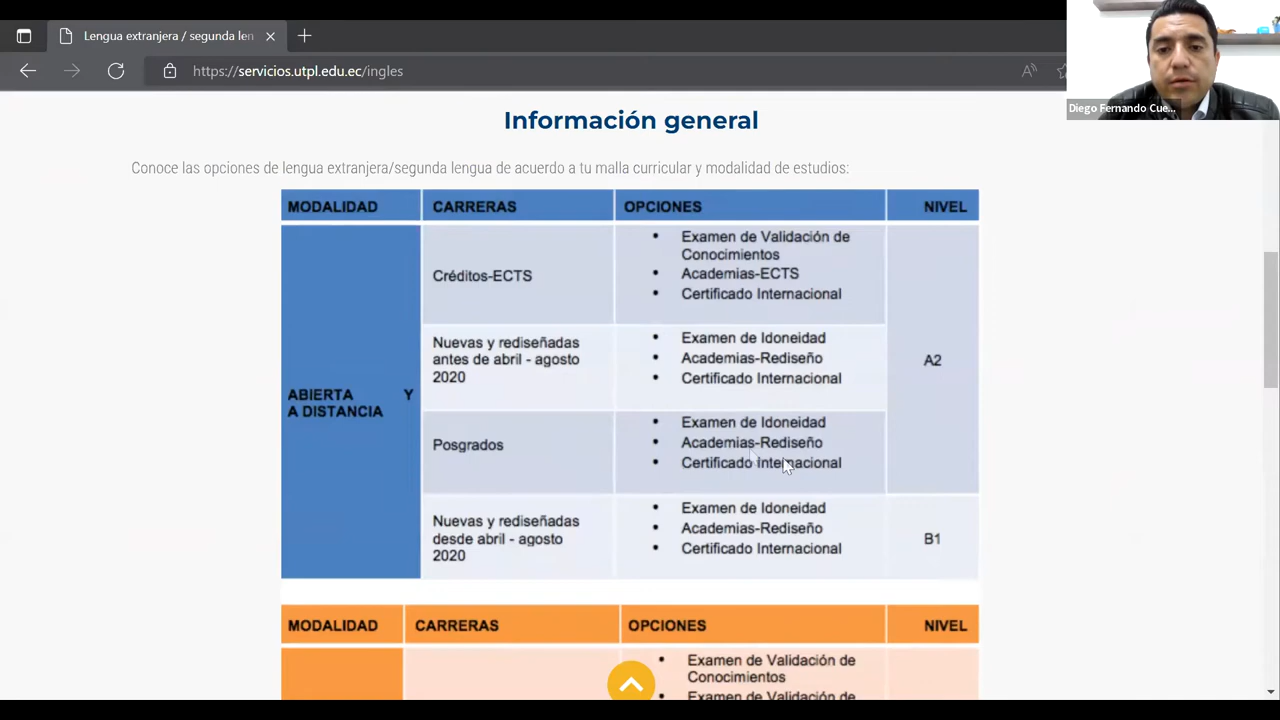 Lengua extranjera / segunda len
https://servicios.utpl.edu.ec/ingles
Diego Fernando Cue...
Información general
Conoce las opciones de lengua extranjera/segunda lengua de acuerdo a tu malla curricular y modalidad de estudios:
MODALIDAD CARRERAS OPCIONES NIVEL
ABIERTA Y
A DISTANCIA
Créditos-ECTS
• Examen de Validación de
Conocimientos
• Academias-ECTS
• Certificado Internacional
Nuevas y rediseñadas
antes de abril - agosto
2020
• Examen de Idoneidad
• Academias-Rediseño
• Certificado Internacional
A2
Posgrados
• Examen de Idoneidad
• Academias-Rediseño
• Certificado Internacional
Nuevas y rediseñadas
desde abril - agosto
2020
• Examen de Idoneidad
• Academias-Rediseño
• Certificado Internacional
B1
MODALIDAD CARRERAS OPCIONES NIVEL
• Examen de Validación de
Conocimientos
• Examen de Validación de